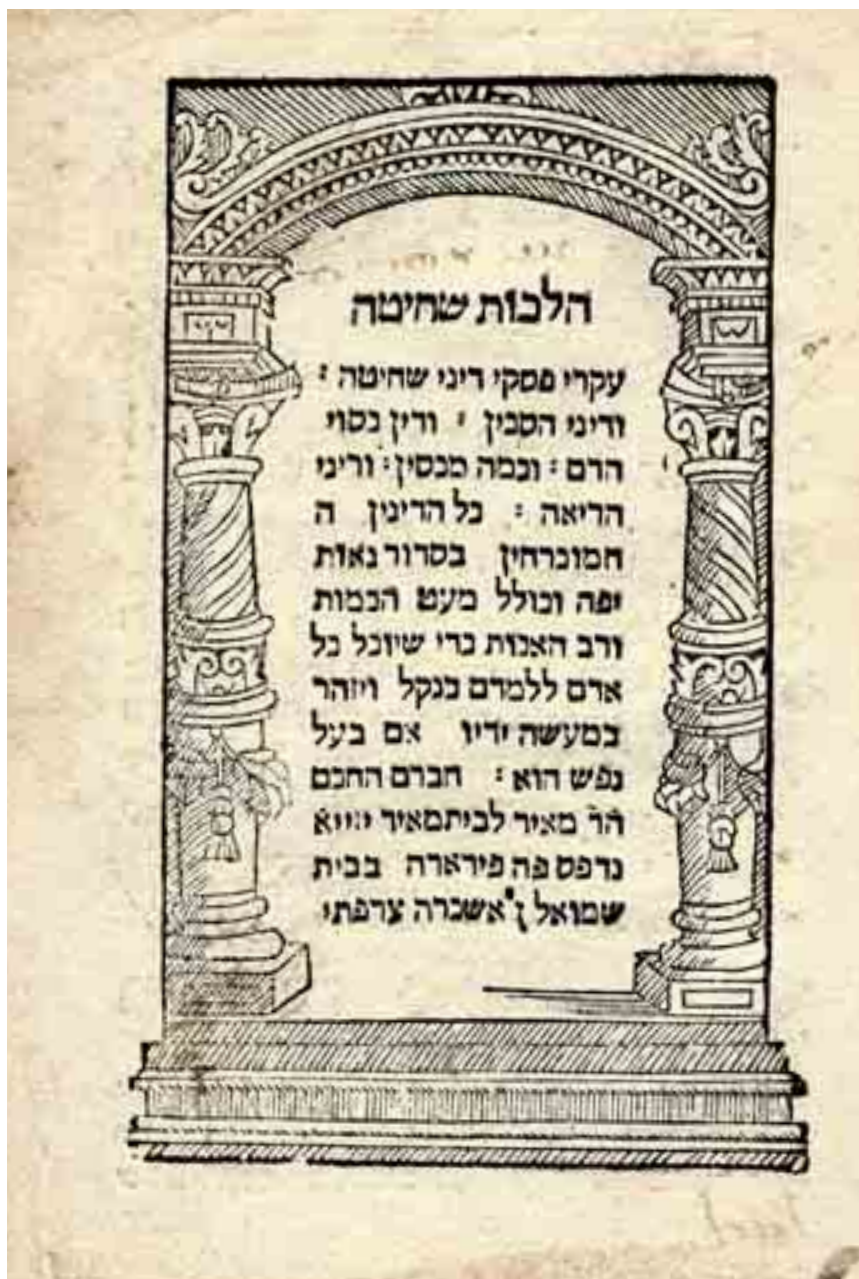 הלכות שחיטה
עקרי פסקי דיני שחיטה :
ודיני הסכין : ודין כסוי
הדם : וכמה מכסין : ודיני
הריאה : כל הדינין ה
המוכרחין בסדור נאות
יפה וכולל מעט הכמות
ורב האכות כדי שיוכל כל
אדם ללמדם בנקל ויזהר
במעשה ידיו אם בעל
נפש הוא : חברם החכם
הר מאיר לביתמאיר יזייא
נדפס פה פירארה בבית
שמואל ן' אשכרה צרפתי